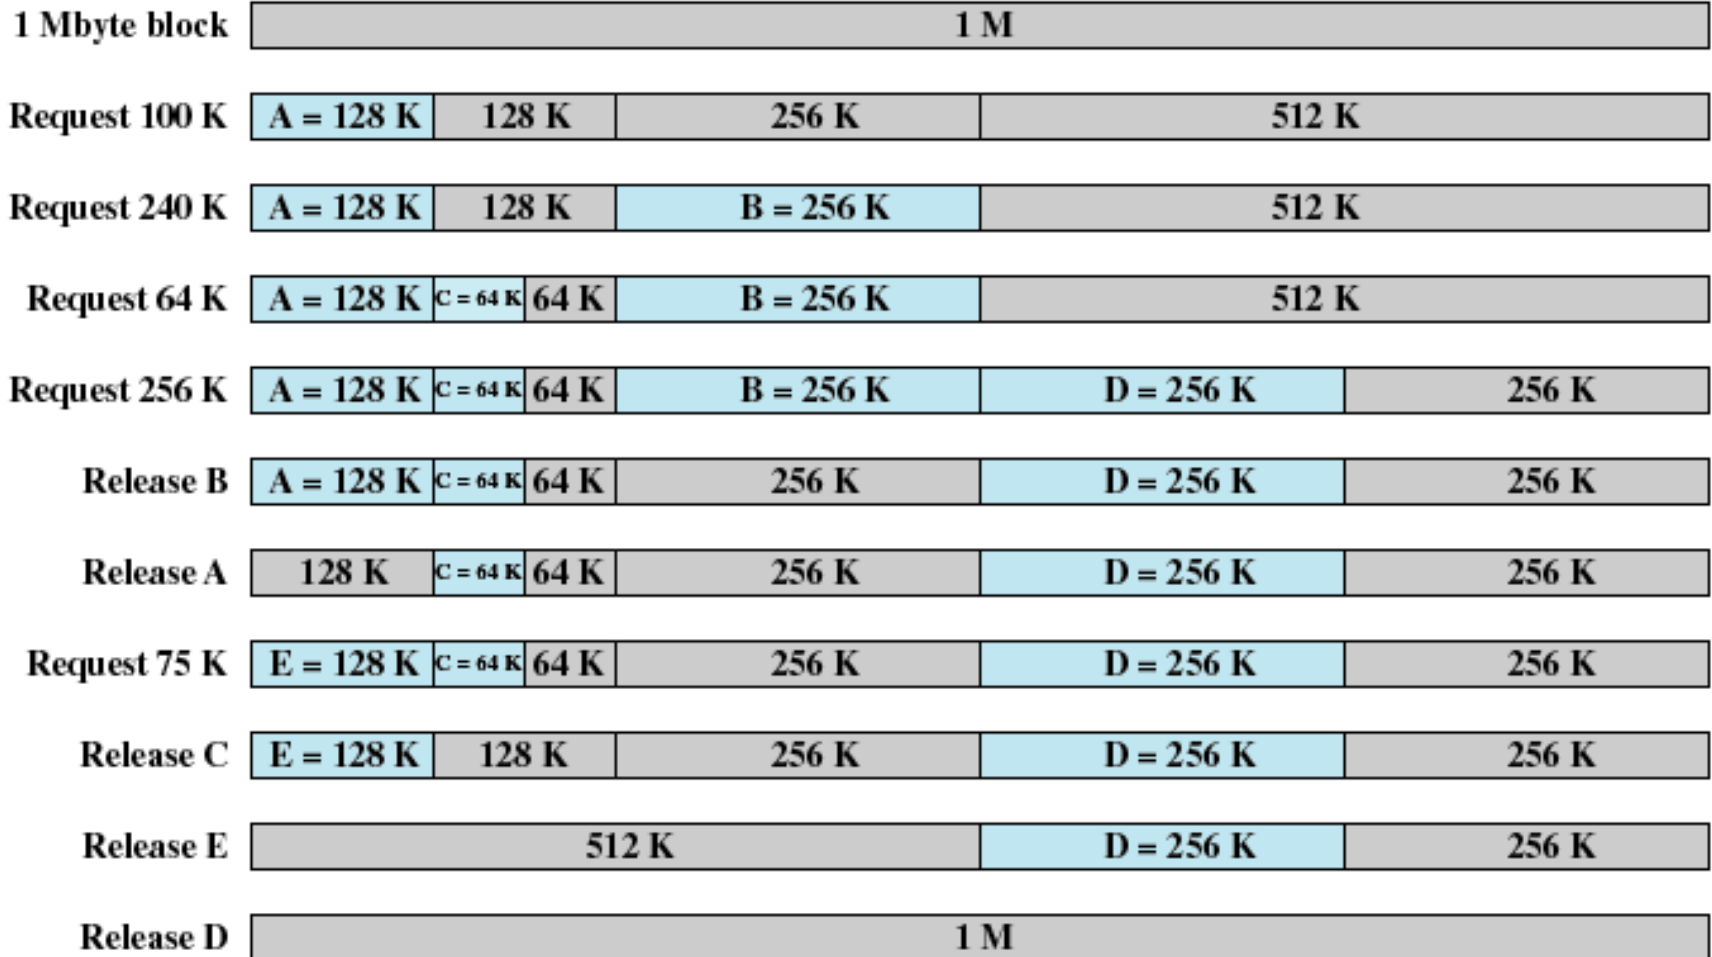 1 Mbyte block 1 M
Request 100 K A = 128 K 128 K 256 K 512 K
Request 240 K A = 128 K 128 K B = 256 K 512 K
Request 64 K A = 128 K C = 64 K 64 K B = 256 K 512 K
Request 256 K A = 128 K C = 64 K 64 K B = 256 K D = 256 K 256 K
Release B A = 128 K C = 64 K 64 K 256 K D = 256 K 256 K
Release A 128 K C = 64 K 64 K 256 K D = 256 K 256 K
Request 75 K E = 128 K C = 64 K 64 K 256 K D = 256 K 256 K
Release C E = 128 K 128 K 256 K D = 256 K 256 K
Release E 512 K D = 256 K 256 K
Release D 1 M